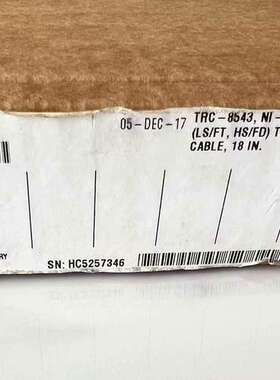 05-DEC-17
TRC-8543, NI-
(LS/FT, HS/FD) T
CABLE, 18 IN.
RY
SN: HC5257346